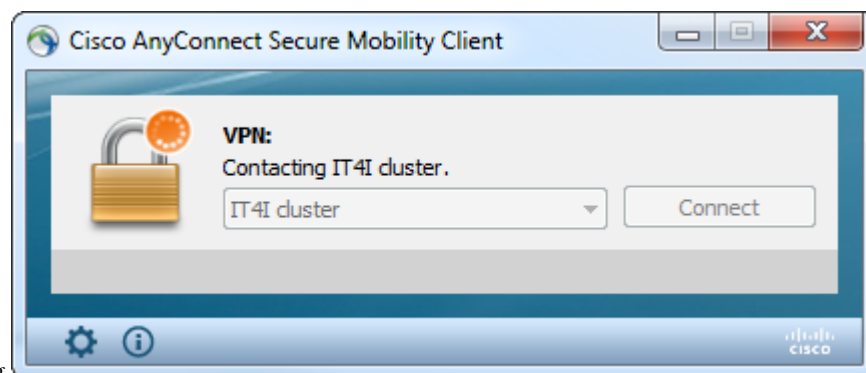 Cisco AnyConnect Secure Mobility Client
VPN:
Contacting IT4I cluster.
IT4I cluster
Connect
CISCO